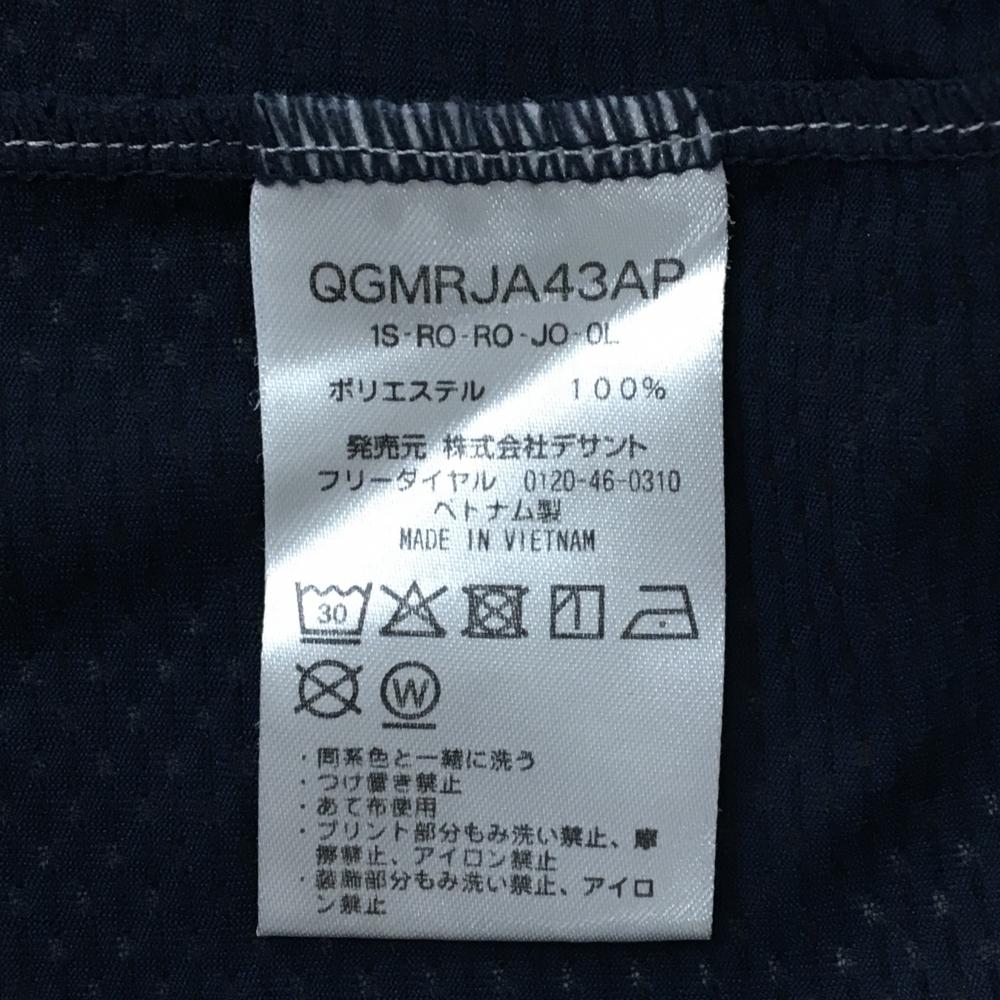 QGMRJA43AP
1S-RO-RO-JO-OL
ポリエステル 100%
発売元 株式会社デサント
フリーダイヤル 0120-46-0310
ベトナム製
MADE IN VIETNAM
30
W
・同系色と一緒に洗う
・つけ置き禁止
・あて布使用
・プリント部分もみ洗い禁止、摩
擦禁止、アイロン禁止
・装飾部分もみ洗い禁止、アイロ
ン禁止